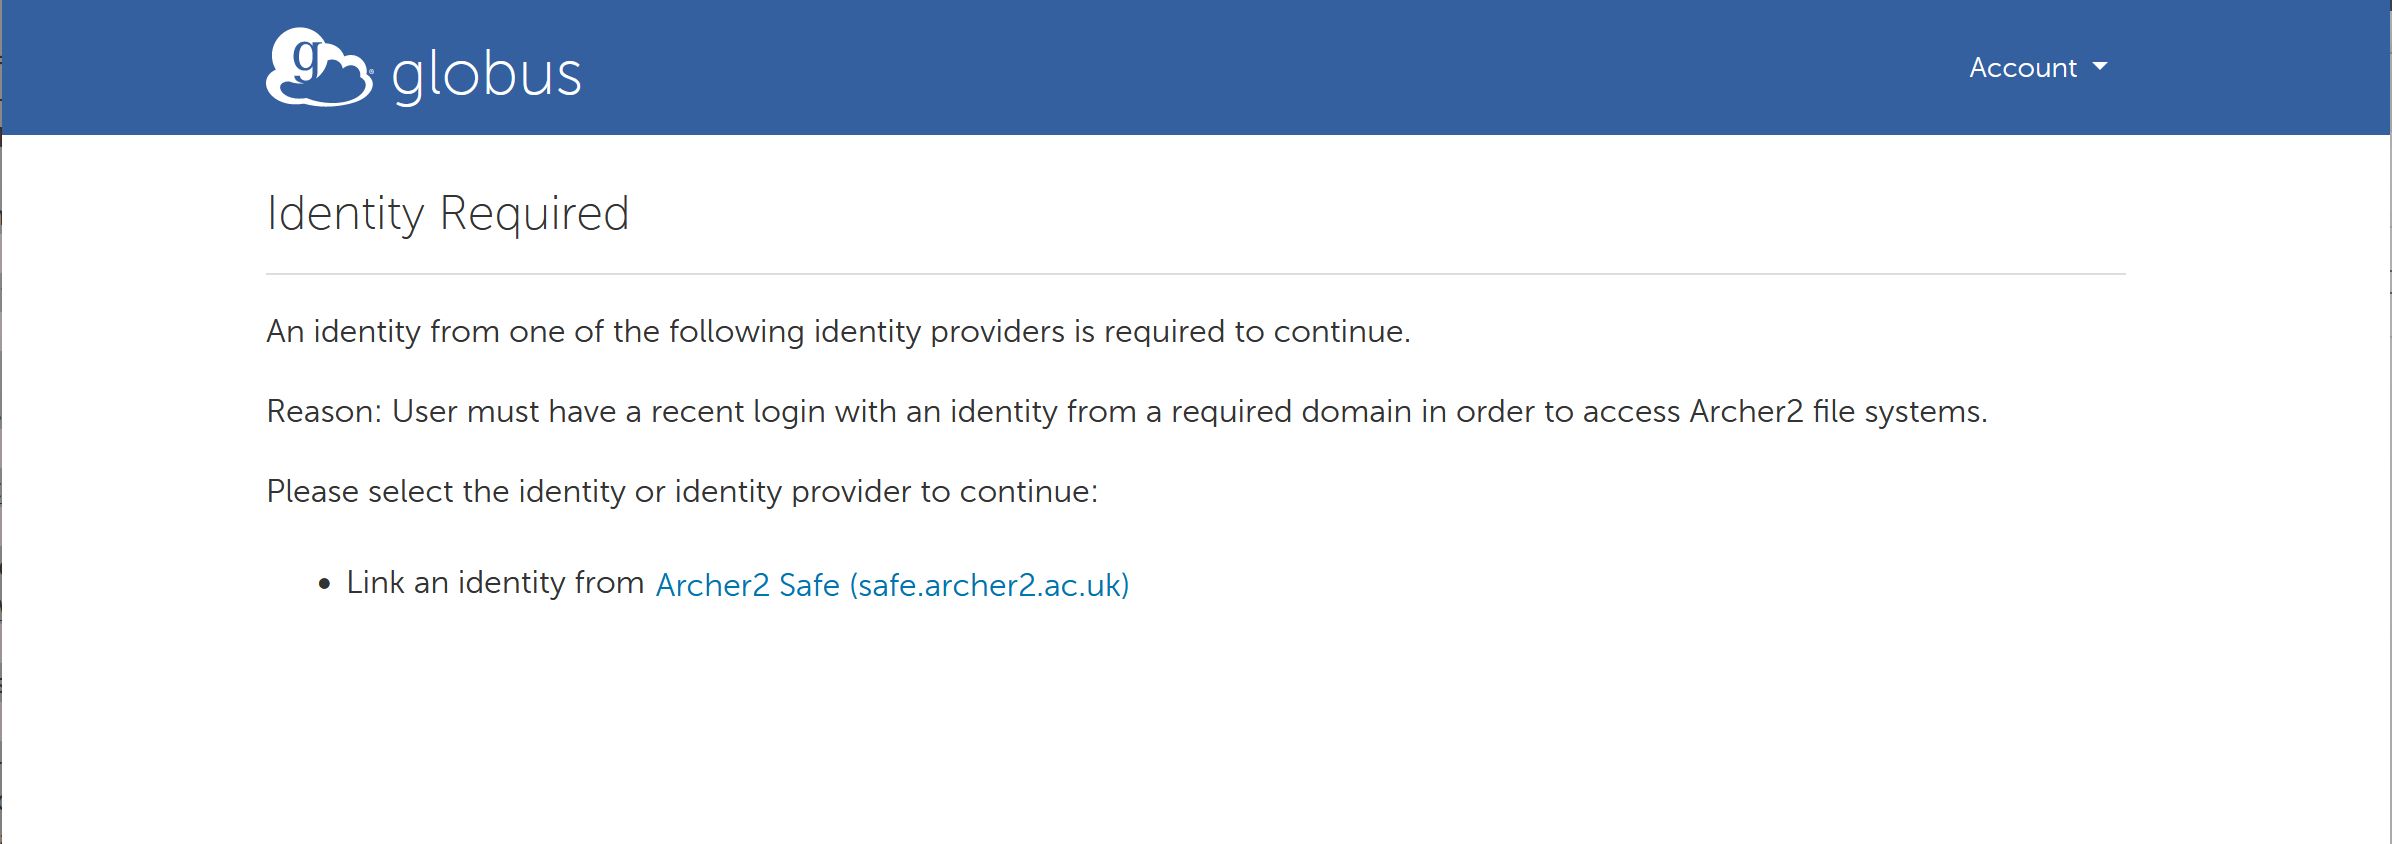 globus
Account
Identity Required
An identity from one of the following identity providers is required to continue.
Reason: User must have a recent login with an identity from a required domain in order to access Archer2 file systems.
Please select the identity or identity provider to continue:
• Link an identity from Archer2 Safe (safe.archer2.ac.uk)